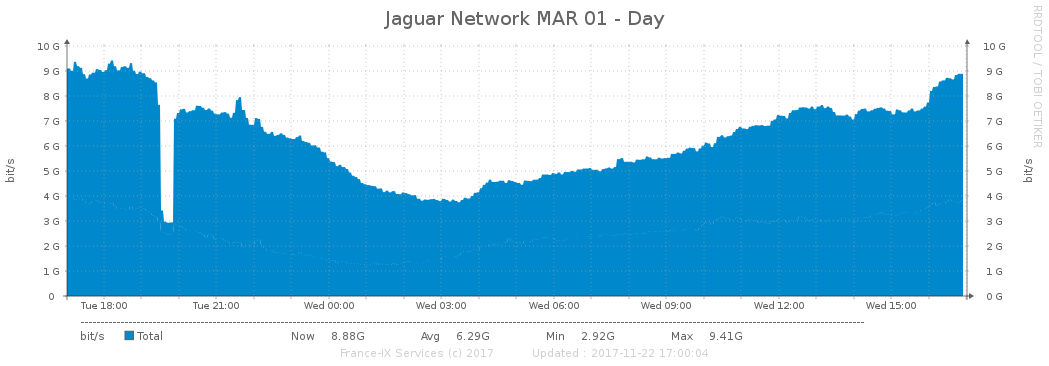 Jaguar Network MAR 01 - Day
RRDTOOL / TOBI OETIKER
bit/s
10 G
9 G
8 G
7 G
6 G
5 G
4 G
3 G
2 G
1 G
0
10 G
9 G
8 G
7 G
6 G
5 G
4 G
3 G
2 G
1 G
0 G
bit/s
Tue 18:00 Tue 21:00 Wed 00:00 Wed 03:00 Wed 06:00 Wed 09:00 Wed 12:00 Wed 15:00
bit/s Total Now 8.88G Avg 6.29G Min 2.92G Max 9.41G
France-IX Services (c) 2017 Updated : 2017-11-22 17:00:04